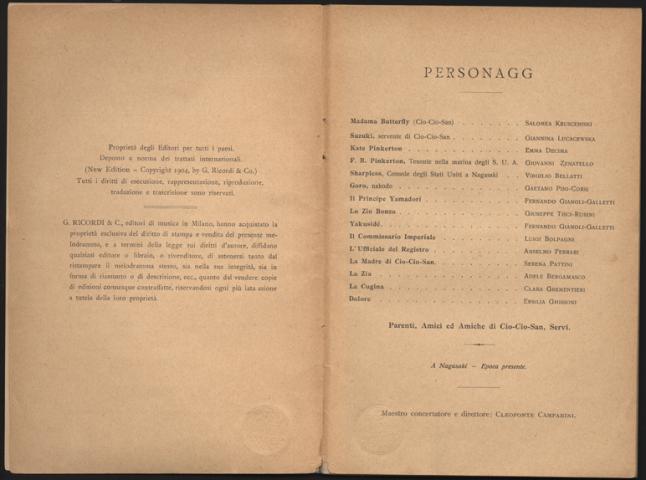 Proprietà degli Editori per tutti i paesi.
Deposto a norma dei trattati internazionali.
(New Edition – Copyright 1904, by G. Ricordi & Co.)
Tutti i diritti di esecuzione, rappresentazione, riproduzione,
traduzione e trascrizione sono riservati.
G. RICORDI & C., editori di musica in Milano, hanno acquistato la
proprietà esclusiva del diritto di stampa e vendita del presente me-
lodramma, e a termini della legge sui diritti d'autore, diffidano
qualsiasi editore o libraio, o rivenditore, di astenersi tanto dal
ristampare il melodramma stesso, sia nella sua integrità, sia in
forma di riassunto o di descrizione, ecc., quanto dal vendere copie
di edizioni comunque contraffatte, riservandosi ogni più lata azione
a tutela della loro proprietà.
PERSONAGG
Madama Butterfly (Cio-Cio-San) . . . . . . . . SALOMEA KRUSCENISKI
Suzuki, servente di Cio-Cio-San . . . . . . . . GIANNINA LUCACEWSKA
Kate Pinkerton . . . . . . . . EMMA DECIMA
F. B. Pinkerton, Tenente nella marina degli S. U. A. GIOVANNI ZENATELLO
Sharpless, Console degli Stati Uniti a Nagasaki . . VIRGILIO BELLATTI
Goro, nakodo . . . . . . . . GAETANO PINI-CORSI
Il Principe Yamadori . . . . . . . . FERNANDO GIANOLI-GALLETTI
Lo Zio Bonzo . . . . . . . . GIUSEPPE TISCI-RUBINI
Yakusidé . . . . . . . . FERNANDO GIANOLI-GALLETTI
Il Commissario Imperiale . . . . . . . . LUIGI BOLPAGNI
L'Ufficiale del Registro . . . . . . . . ANSELMO FERRARI
La Madre di Cio-Cio-San . . . . . . . . SERENA PATTINI
La Zia . . . . . . . . ADELE BERGAMASCO
La Cugina . . . . . . . . CLARA GREMENTIERI
Dolore . . . . . . . . ERSILIA GHISSONI
Parenti, Amici ed Amiche di Cio-Cio-San, Servi.
A Nagasaki – Epoca presente.
Maestro concertatore e direttore: CLEOFONTE CAMPANINI.